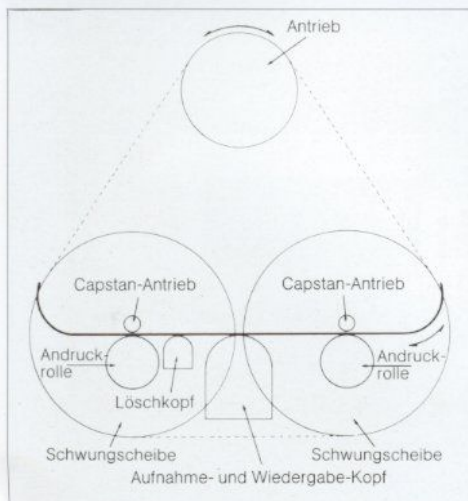 Antrieb
Capstan-Antrieb
Capstan-Antrieb
Andruck-
rolle
Löschkopf
Andruck-
rolle
Schwungscheibe
Schwungscheibe
Aufnahme- und Wiedergabe-Kopf